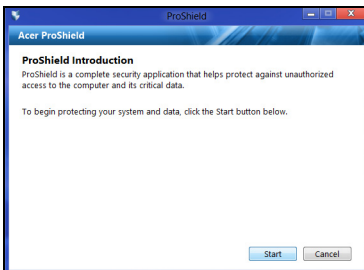 ProShield
Acer ProShield
ProShield Introduction
ProShield is a complete security application that helps protect against unauthorized
access to the computer and its critical data.
To begin protecting your system and data, click the Start button below.
Start Cancel